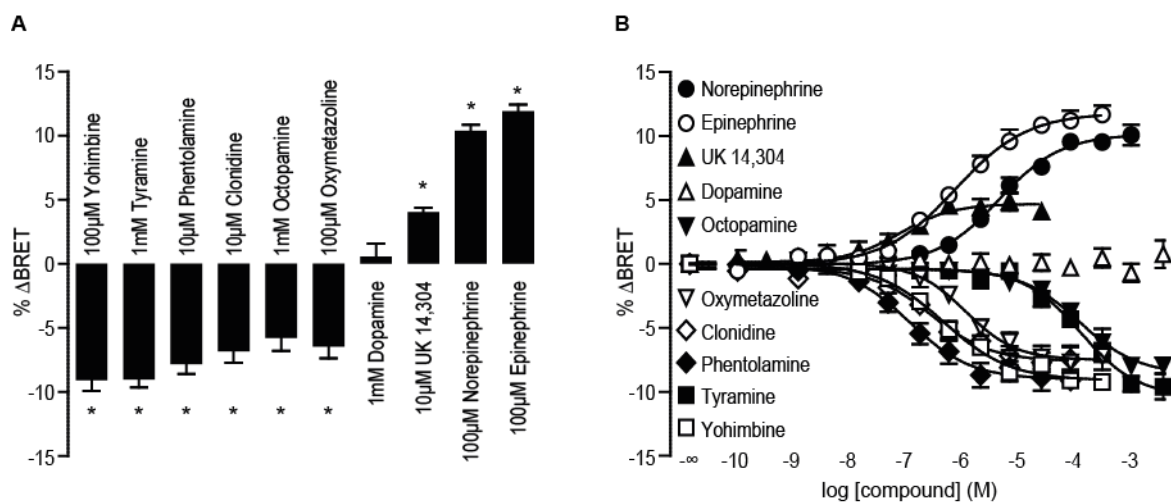 A
15
10
5
0
-5
-10
-15
% ΔBRET
100µM Yohimbine
1mM Tyramine
10µM Phentolamine
10µM Clonidine
1mM Octopamine
100µM Oxymetazoline
1mM Dopamine
10µM UK 14,304
100µM Norepinephrine
100µM Epinephrine
* * * * * *
* * *
B
15
10
5
0
-5
-10
-15
% ΔBRET
Norepinephrine
Epinephrine
UK 14,304
Dopamine
Octopamine
Oxymetazoline
Clonidine
Phentolamine
Tyramine
Yohimbine
-∞ -10 -9 -8 -7 -6 -5 -4 -3
log [compound] (M)